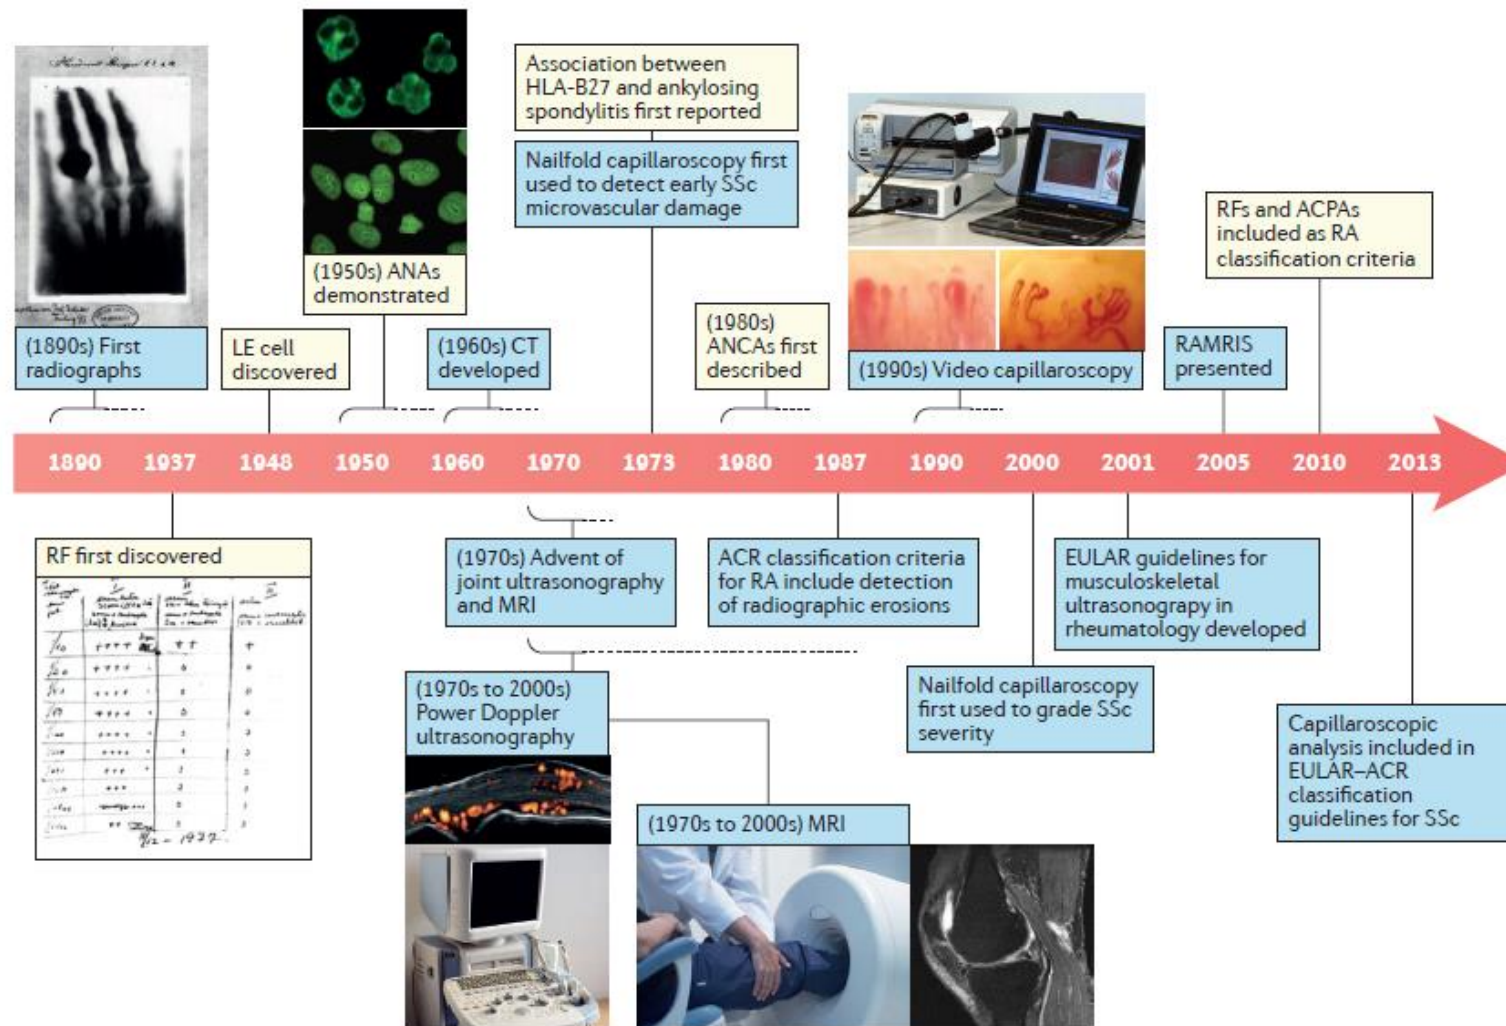 (1890s) First
radiographs
LE cell
discovered
(1950s) ANAs
demonstrated
(1960s) CT
developed
Association between
HLA-B27 and ankylosing
spondylitis first reported
Nailfold capillaroscopy first
used to detect early SSc
microvascular damage
(1980s)
ANCAs first
described
(1990s) Video capillaroscopy
RAMRIS
presented
RFs and ACPAs
included as RA
classification criteria
1890 1937 1948 1950 1960 1970 1973 1980 1987 1990 2000 2001 2005 2010 2013
RF first discovered
(1970s) Advent of
joint ultrasonography
and MRI
(1970s to 2000s)
Power Doppler
ultrasonography
(1970s to 2000s) MRI
ACR classification criteria
for RA include detection
of radiographic erosions
Nailfold capillaroscopy
first used to grade SSc
severity
EULAR guidelines for
musculoskeletal
ultrasonograpy in
rheumatology developed
Capillaroscopic
analysis included in
EULAR–ACR
classification
guidelines for SSc